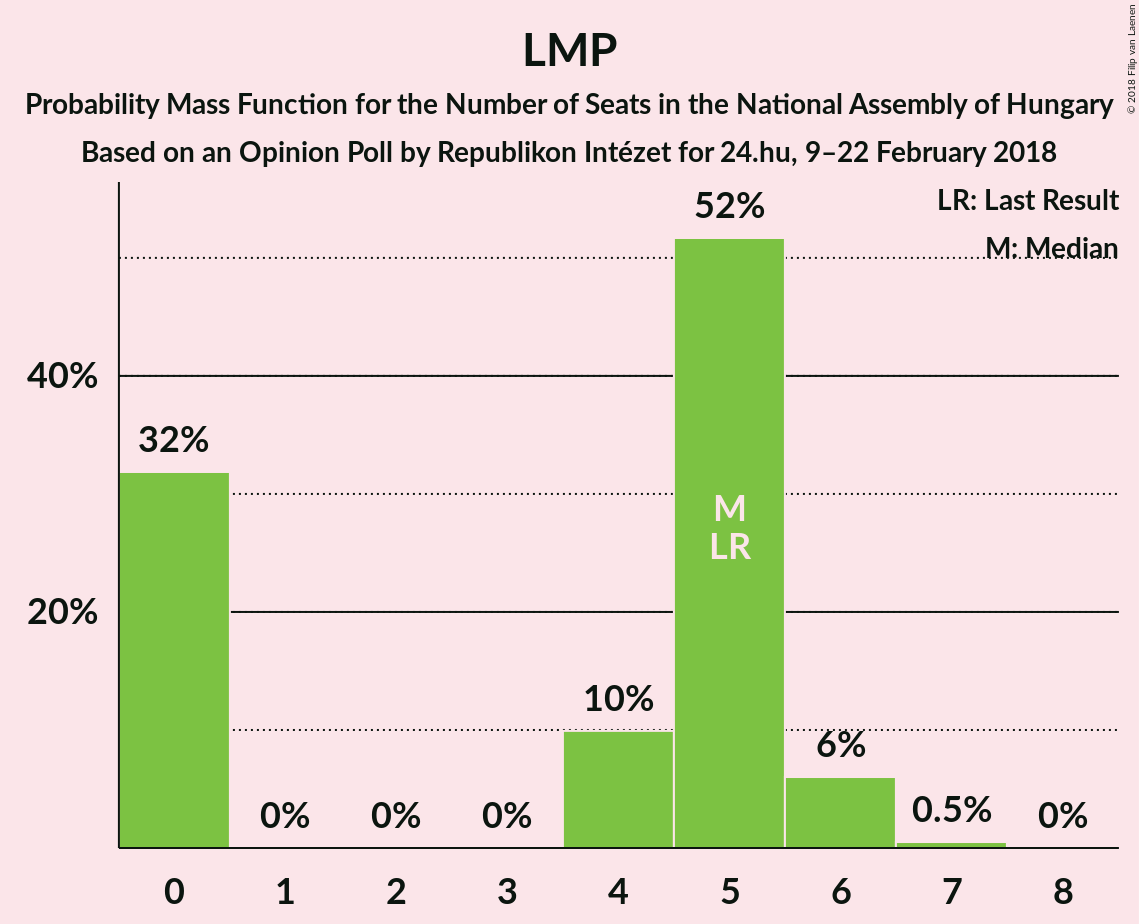 LMP
Probability Mass Function for the Number of Seats in the National Assembly of Hungary
Based on an Opinion Poll by Republikon Intézet for 24.hu, 9–22 February 2018
© 2018 Filip van Laenen
LR: Last Result
M: Median
52%
40%
32%
M
LR
20%
10%
6%
0%
0%
0%
0.5%
0%
0
1
2
3
4
5
6
7
8